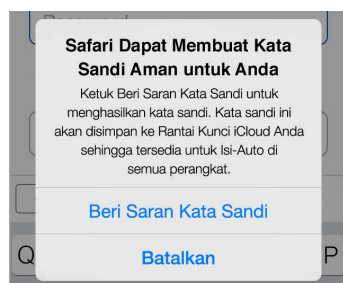 Safari Dapat Membuat Kata
Sandi Aman untuk Anda
Ketuk Beri Saran Kata Sandi untuk
menghasilkan kata sandi. Kata sandi ini
akan disimpan ke Rantai Kunci iCloud Anda
sehingga tersedia untuk Isi-Auto di
semua perangkat.
Beri Saran Kata Sandi
Q P
Batalkan